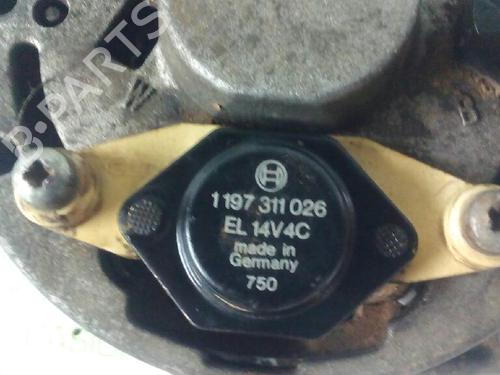 B-PARTS
1 197 311 026
EL 14V4C
made in
Germany
750